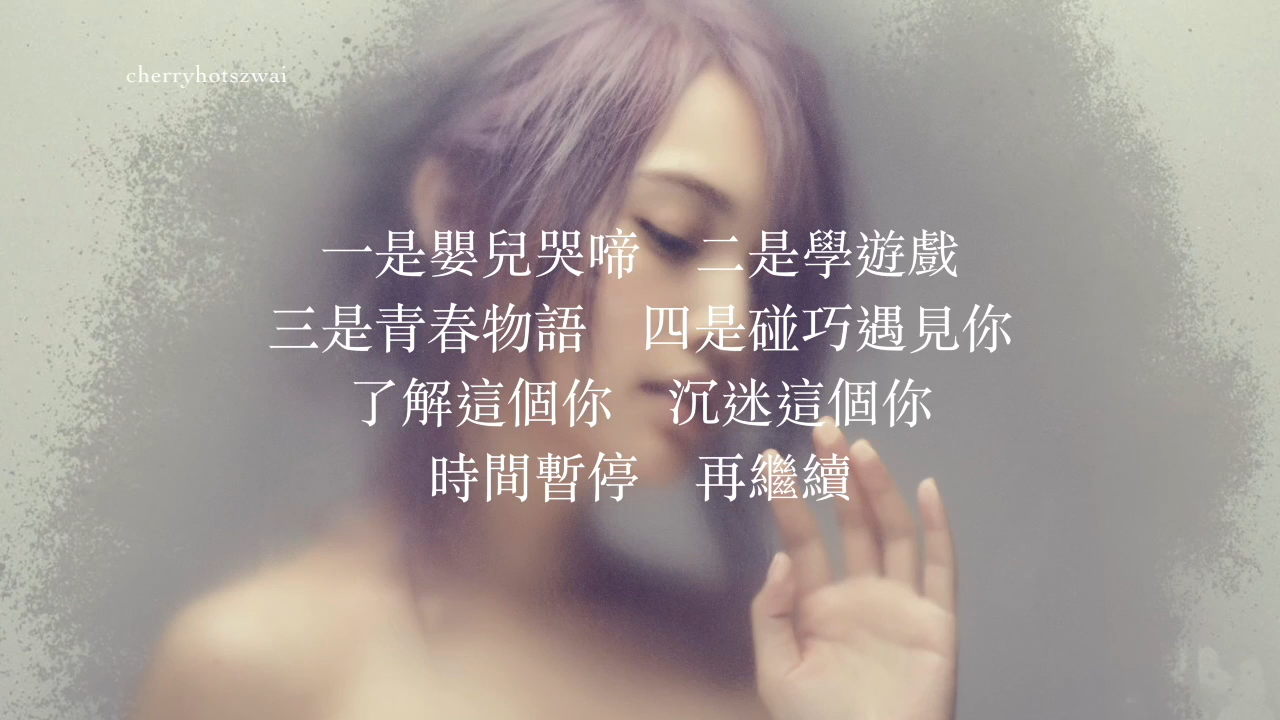 cherryhotszwai
一是嬰兒哭啼　二是學遊戲
三是青春物語　四是碰巧遇見你
了解這個你　沉迷這個你
時間暫停　再繼續